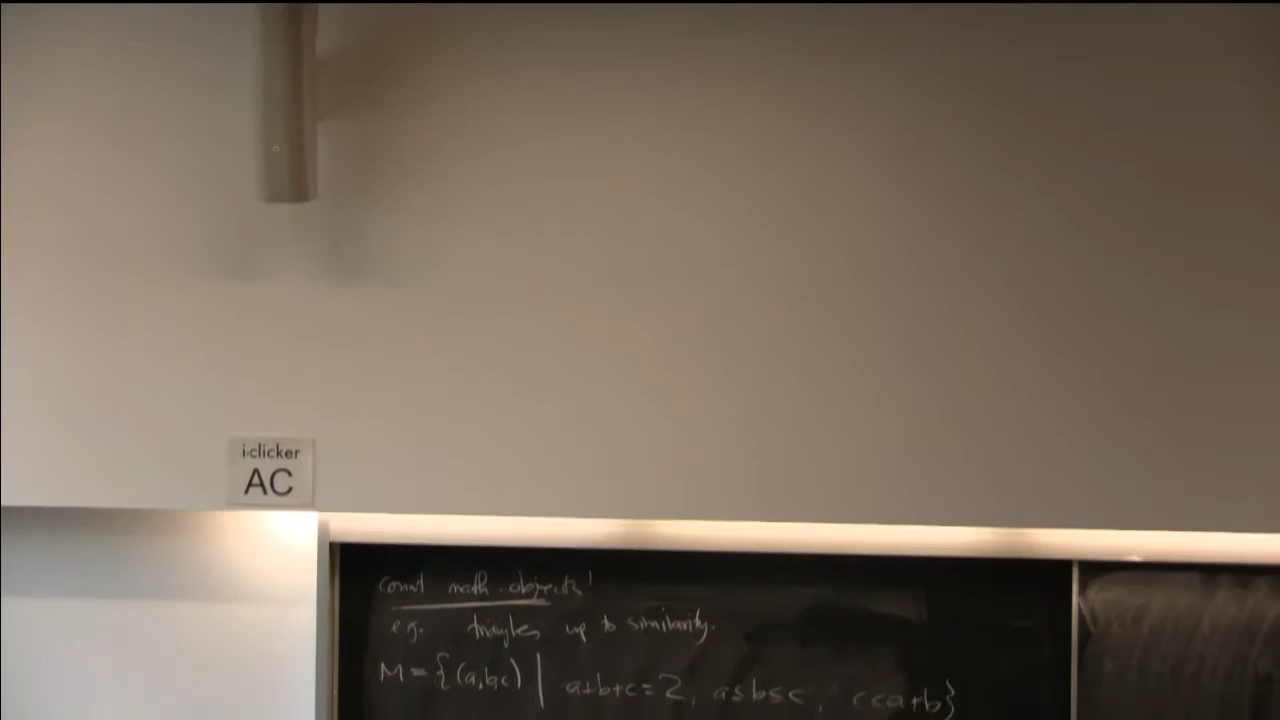 i·clicker
AC
count math. objects!
e.g. triangles up to similarity.
M = {(a,b,c) | a+b+c=2, a≤b≤c, c<a+b}